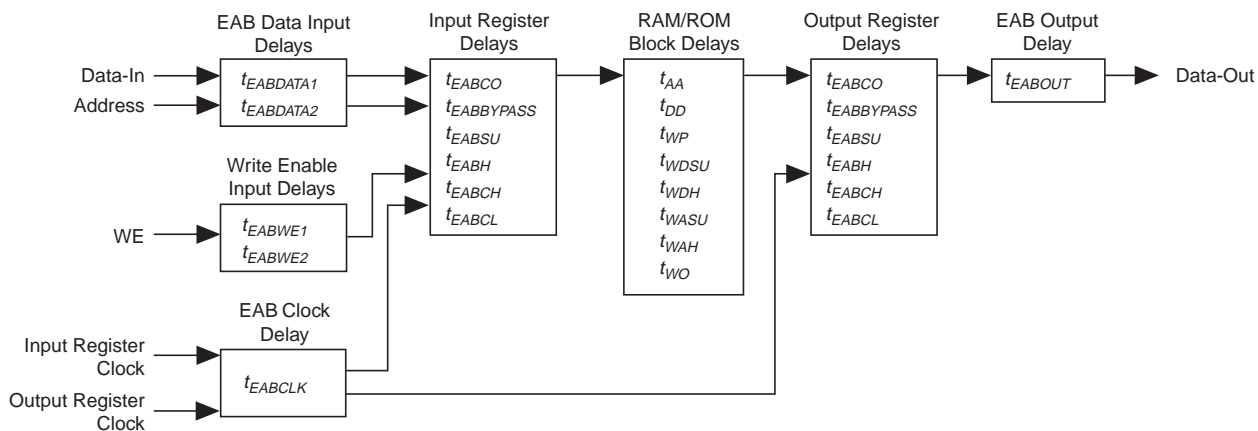 EAB Data Input
Delays
Input Register
Delays
RAM/ROM
Block Delays
Output Register
Delays
EAB Output
Delay
Data-In
Address
tEABDATA1
tEABDATA2
tEABCO
tEABBYPASS
tEABSU
tEABH
tEABCH
tEABCL
tAA
tDD
tWP
tWDSU
tWDH
tWASU
tWAH
tWO
tEABCO
tEABBYPASS
tEABSU
tEABH
tEABCH
tEABCL
tEABOUT
Data-Out
Write Enable
Input Delays
WE
tEABWE1
tEABWE2
EAB Clock
Delay
Input Register
Clock
Output Register
Clock
tEABCLK